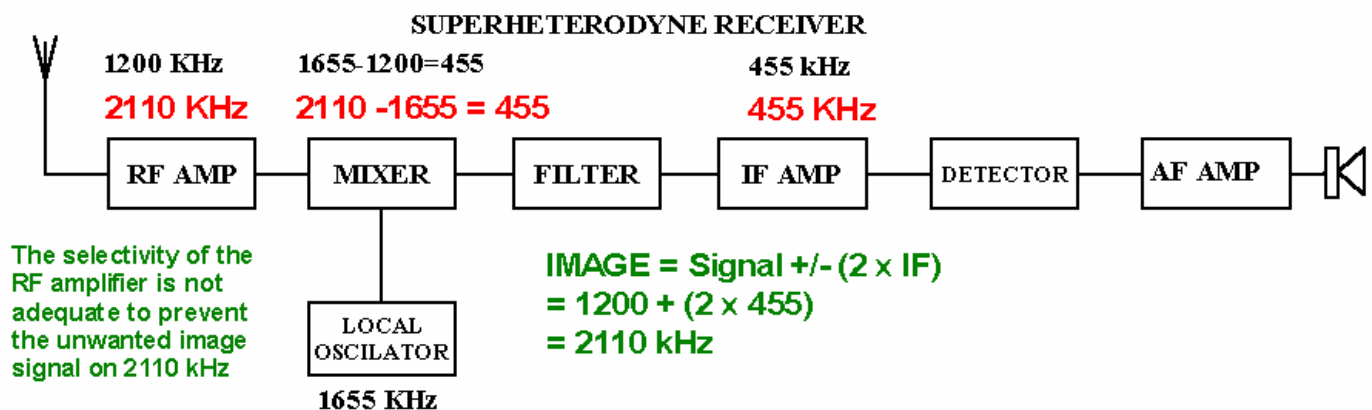 SUPERHETERODYNE RECEIVER
1200 KHz
1655-1200=455
455 kHz
2110 KHz
2110 -1655 = 455
455 KHz
RF AMP
MIXER
FILTER
IF AMP
DETECTOR
AF AMP
The selectivity of the
RF amplifier is not
adequate to prevent
the unwanted image
signal on 2110 kHz
IMAGE = Signal +/- (2 x IF)
= 1200 + (2 x 455)
= 2110 kHz
LOCAL
OSCILATOR
1655 KHz